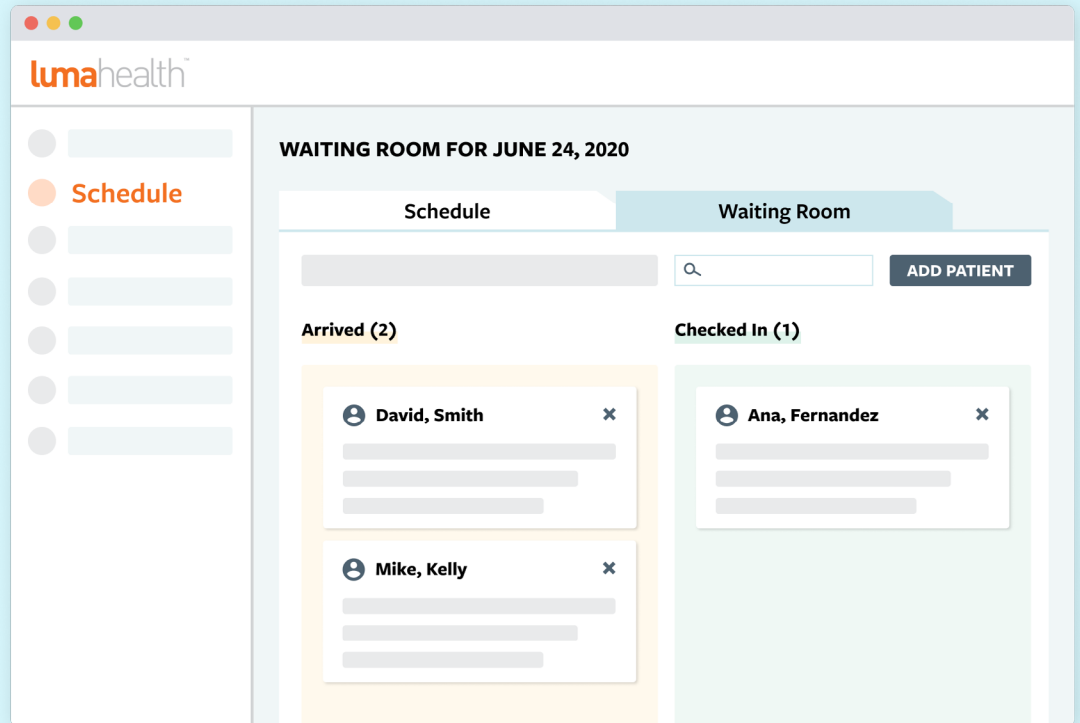 lumahealth™
Schedule
WAITING ROOM FOR JUNE 24, 2020
Schedule
Waiting Room
ADD PATIENT
Arrived (2)
Checked In (1)
David, Smith
Ana, Fernandez
Mike, Kelly